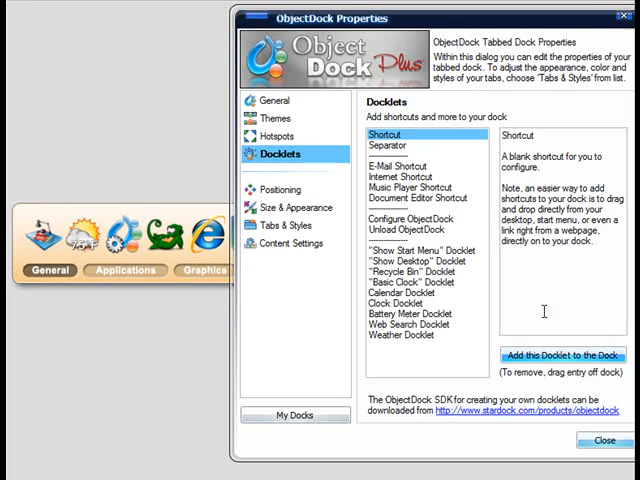 ObjectDock Properties
Object Dock Plus
ObjectDock Tabbed Dock Properties
Within this dialog you can edit the properties of your
tabbed dock. To adjust the appearance, color and
styles of your tabs, choose 'Tabs & Styles' from list.
General
Themes
Hotspots
Docklets
Positioning
Size & Appearance
Tabs & Styles
Content Settings
My Docks
Docklets
Add shortcuts and more to your dock
Shortcut
Separator
E-Mail Shortcut
Internet Shortcut
Music Player Shortcut
Document Editor Shortcut
Configure ObjectDock
Unload ObjectDock
"Show Start Menu" Docklet
"Show Desktop" Docklet
"Recycle Bin" Docklet
"Basic Clock" Docklet
Calendar Docklet
Clock Docklet
Battery Meter Docklet
Web Search Docklet
Weather Docklet
Shortcut
A blank shortcut for you to
configure.
Note, an easier way to add
shortcuts to your dock is to drag
and drop directly from your
desktop, start menu, or even a
link right from a webpage,
directly on to your dock.
Add this Docklet to the Dock
(To remove, drag entry off dock)
The ObjectDock SDK for creating your own docklets can be
downloaded from http://www.stardock.com/products/objectdock
Close
75°F
General
Applications
Graphics